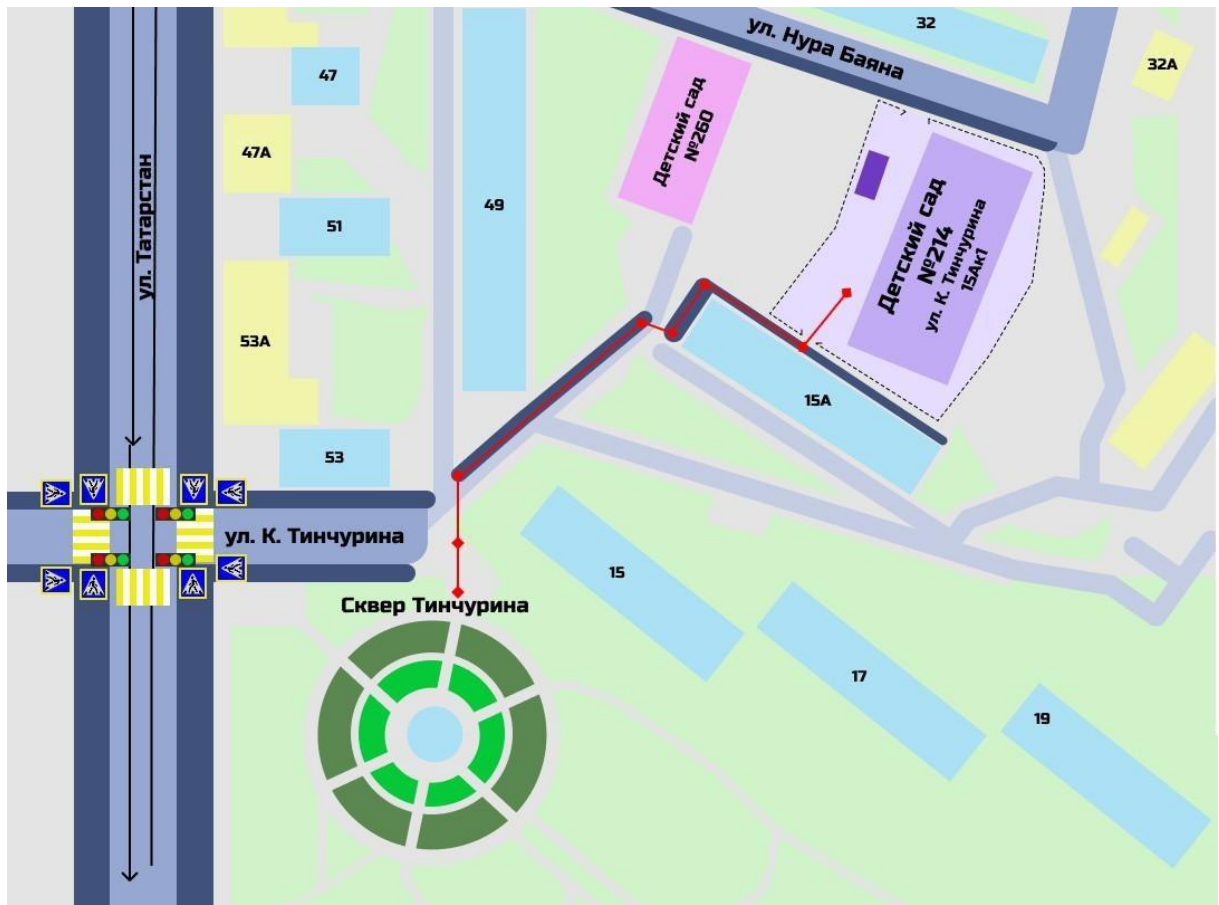 32
ул. Нура Баяна
32А
47
Детский сад
№260
47А
49
Детский сад
№214
ул. К. Тинчурина
15Ак1
51
ул. Татарстан
53А
15А
53
ул. К. Тинчурина
15
Сквер Тинчурина
17
19